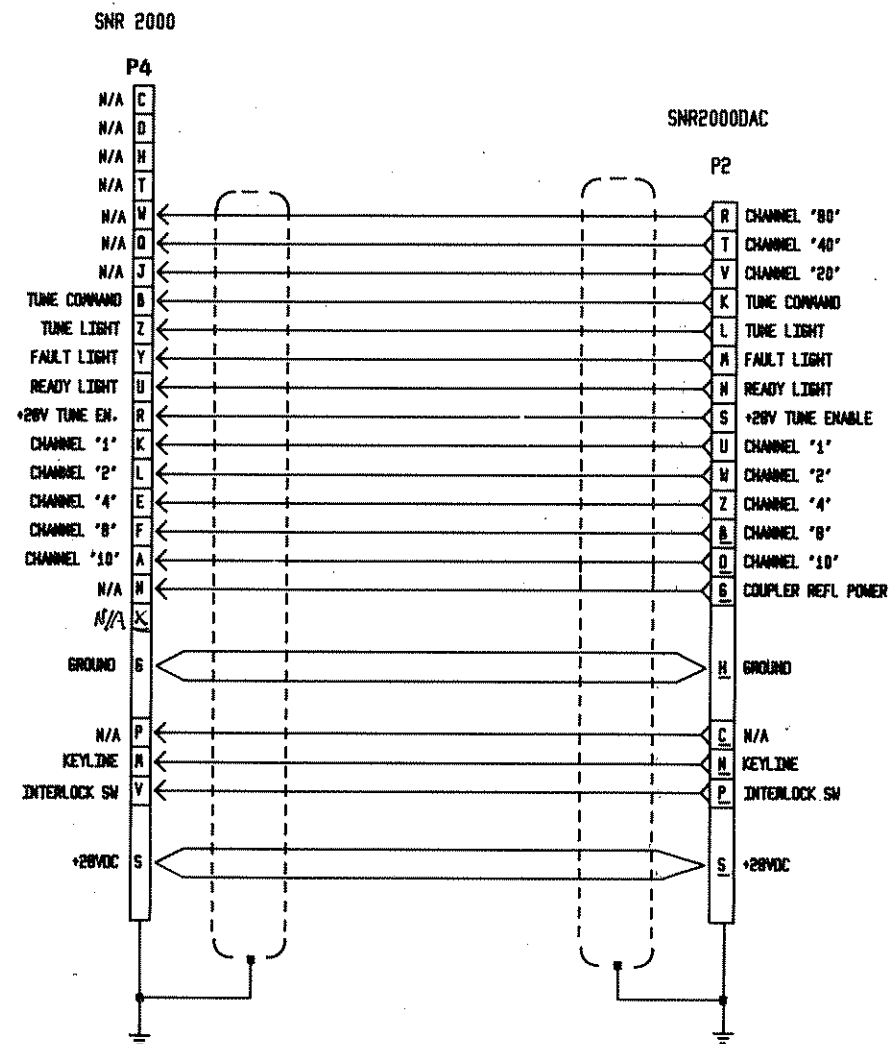 SNR 2000
P4
N/A C
N/A D
N/A H
N/A T
SNR2000DAC
P2
N/A W R CHANNEL "80"
N/A Q T CHANNEL "40"
N/A J V CHANNEL "20"
TUNE COMMAND B K TUNE COMMAND
TUNE LIGHT Z L TUNE LIGHT
FAULT LIGHT Y M FAULT LIGHT
READY LIGHT U N READY LIGHT
+28V TUNE EN. R S +28V TUNE ENABLE
CHANNEL "1" K U CHANNEL "1"
CHANNEL "2" L W CHANNEL "2"
CHANNEL "4" E Z CHANNEL "4"
CHANNEL "8" F CHANNEL "8"
CHANNEL "10" A D CHANNEL "10"
N/A N G COUPLER REFL POWER
N/A X
GROUND G H GROUND
N/A P C N/A
KEYLINE M N KEYLINE
INTERLOCK SW V P INTERLOCK SW
+28VDC S S +28VDC